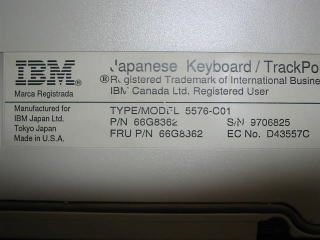 IBM
Marca Registrada
Manufactured for
IBM Japan Ltd.
Tokyo Japan
Made in U.S.A.
Japanese Keyboard / TrackPo
®Registered Trademark of International Busine
IBM Canada Ltd. Registered User
TYPE/MODEL 5576-C01
P/N 66G8362 S/N 9706825
FRU P/N 66G8362 EC No. D43557C